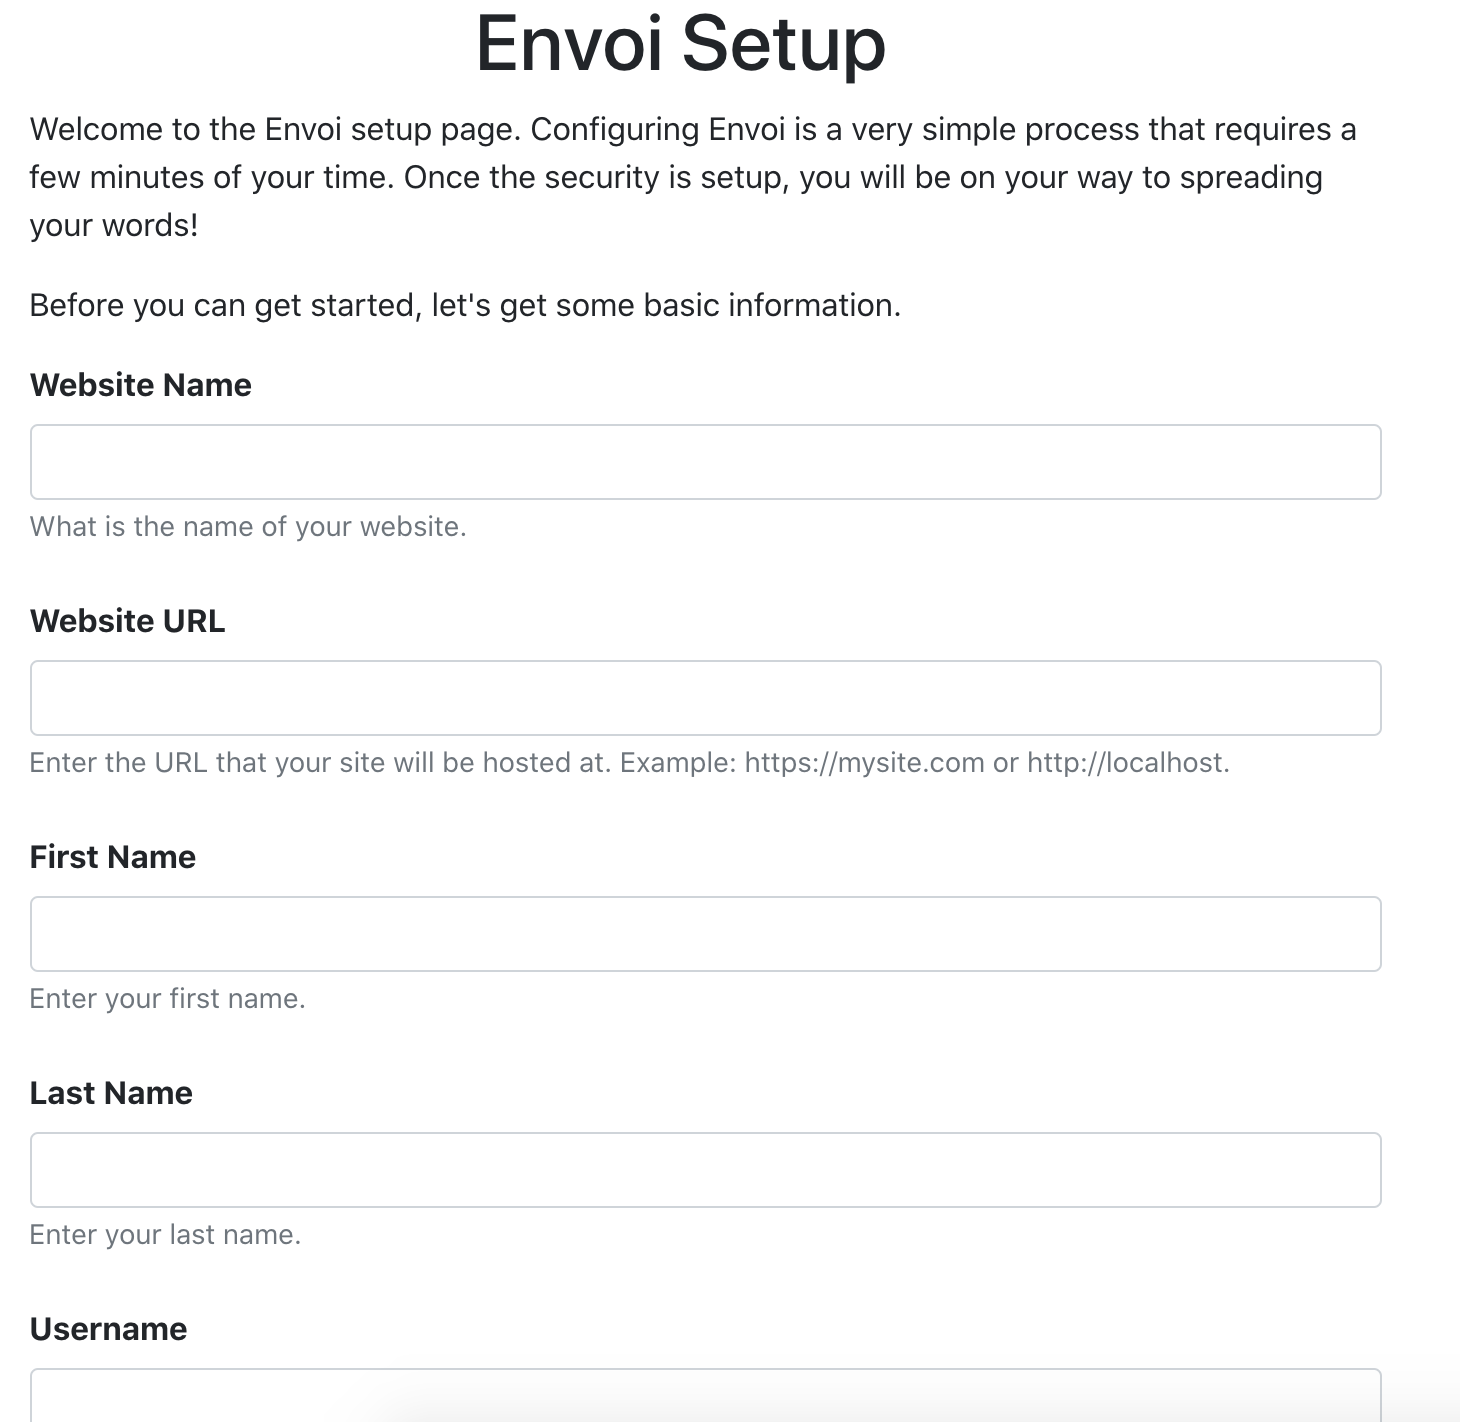 Envoi Setup
Welcome to the Envoi setup page. Configuring Envoi is a very simple process that requires a
few minutes of your time. Once the security is setup, you will be on your way to spreading
your words!
Before you can get started, let's get some basic information.
Website Name
What is the name of your website.
Website URL
Enter the URL that your site will be hosted at. Example: https://mysite.com or http://localhost.
First Name
Enter your first name.
Last Name
Enter your last name.
Username